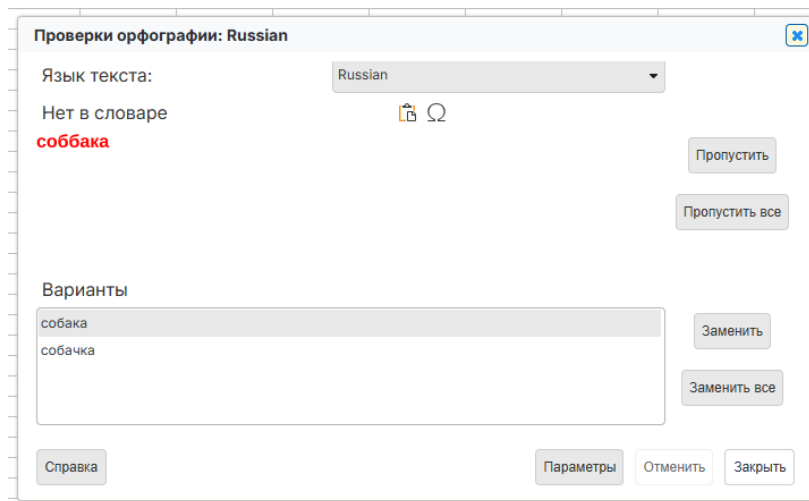 Проверки орфографии: Russian
Язык текста: Russian
Нет в словаре
соббака
Пропустить
Пропустить все
Варианты
собака
собачка
Заменить
Заменить все
Справка Параметры Отменить Закрыть